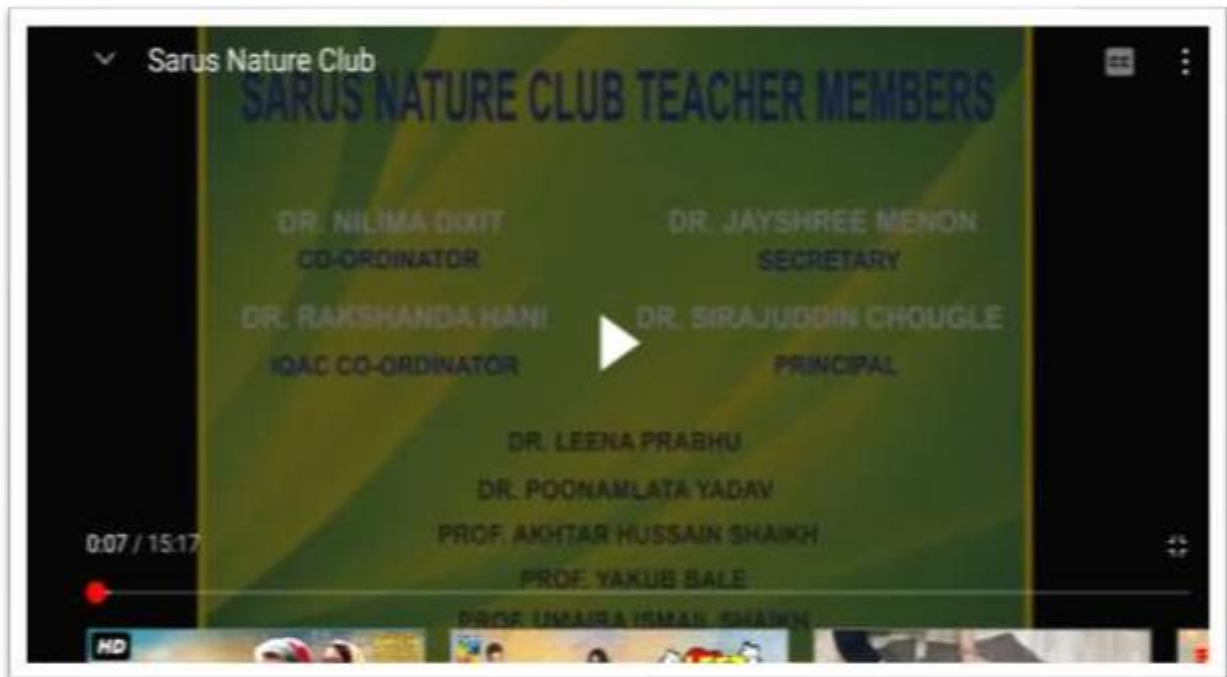 Sarus Nature Club
SARUS NATURE CLUB TEACHER MEMBERS
DR. NILIMA DIXIT DR. JAYSHREE MENON
CO-ORDINATOR SECRETARY
DR. RAKSHANDA HANI DR. SIRAJUDDIN CHOUGLE
IQAC CO-ORDINATOR PRINCIPAL
DR. LEENA PRABHU
DR. POONAMLATA YADAV
PROF. AKHTAR HUSSAIN SHAIKH
0:07 / 15:17
PROF. YAKUB BALE
PROF. UMAIRA ISMAIL SHAIKH
HD